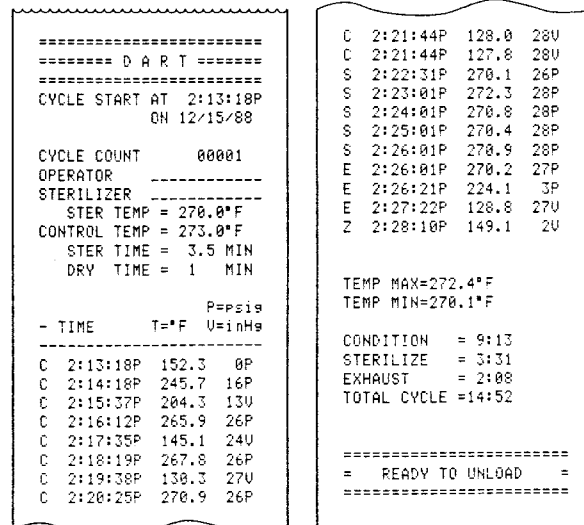 =========================
======== D A R T =======
=========================
CYCLE START AT 2:13:18P
ON 12/15/88
CYCLE COUNT 00001
OPERATOR ____________
STERILIZER ____________
STER TEMP = 270.0°F
CONTROL TEMP = 273.0°F
STER TIME = 3.5 MIN
DRY TIME = 1 MIN
P=psig
- TIME T=°F V=inHg
-------------------------
C 2:13:18P 152.3 0P
C 2:14:18P 245.7 16P
C 2:15:37P 204.3 13V
C 2:16:12P 265.9 26P
C 2:17:35P 145.1 24V
C 2:18:19P 267.8 26P
C 2:19:38P 130.3 27V
C 2:20:25P 270.9 26P
C 2:21:44P 128.0 28V
C 2:21:44P 127.8 28V
S 2:22:31P 270.1 26P
S 2:23:01P 272.3 28P
S 2:24:01P 270.8 28P
S 2:25:01P 270.4 28P
S 2:26:01P 270.9 28P
E 2:26:01P 270.2 27P
E 2:26:21P 224.1 3P
E 2:27:22P 128.8 27V
Z 2:28:10P 149.1 2V
TEMP MAX=272.4°F
TEMP MIN=270.1°F
CONDITION = 9:13
STERILIZE = 3:31
EXHAUST = 2:08
TOTAL CYCLE =14:52
=========================
= READY TO UNLOAD =
=========================